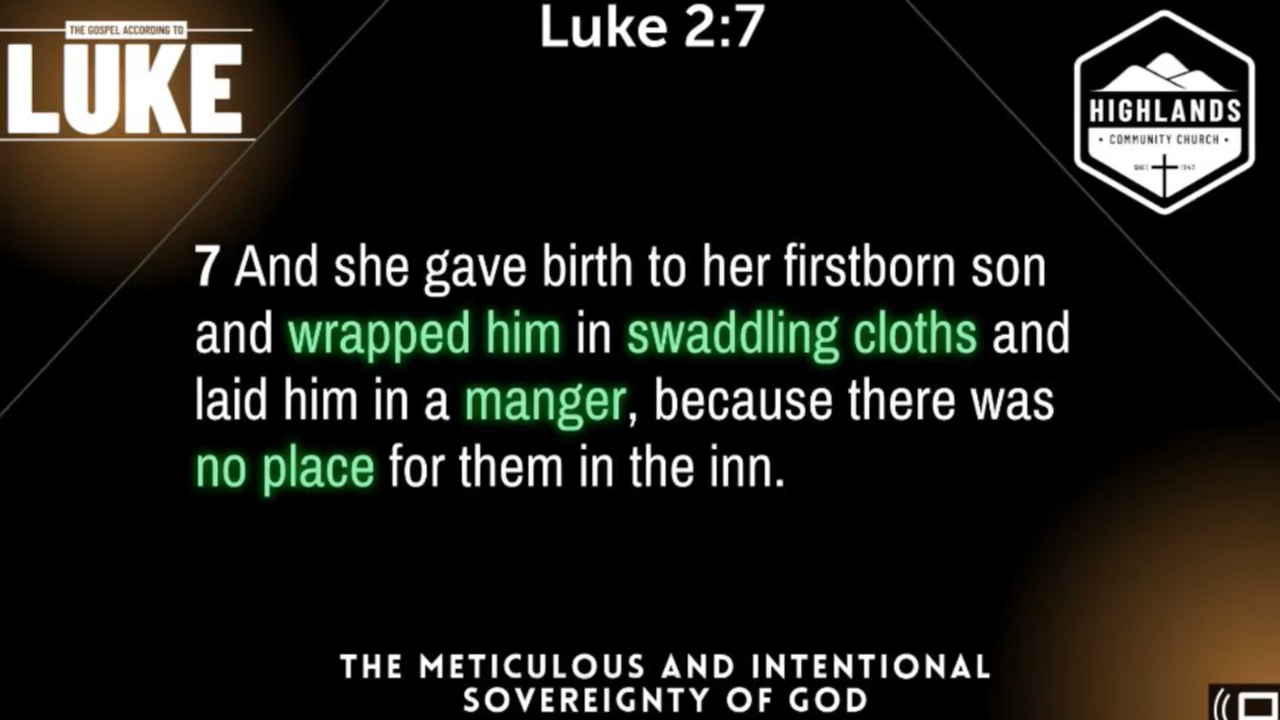 THE GOSPEL ACCORDING TO
LUKE
Luke 2:7
HIGHLANDS
• COMMUNITY CHURCH •
7 And she gave birth to her firstborn son
and wrapped him in swaddling cloths and
laid him in a manger, because there was
no place for them in the inn.
THE METICULOUS AND INTENTIONAL
SOVEREIGNTY OF GOD